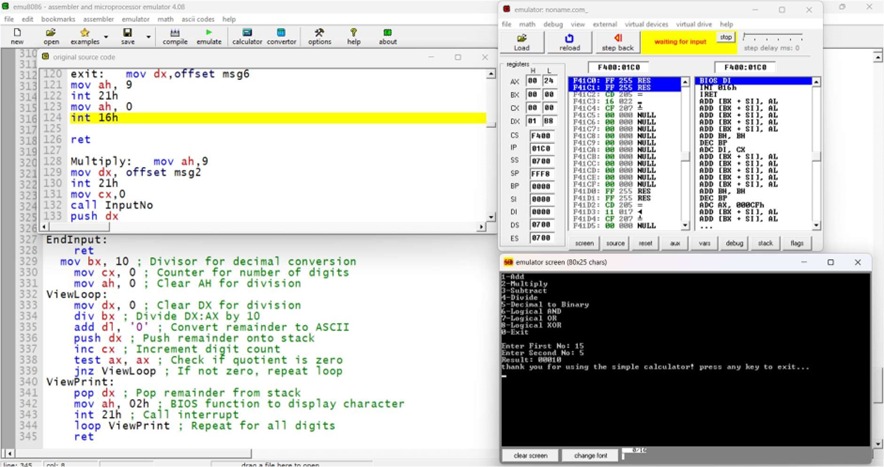 emu8086 - assembler and microprocessor emulator 4.08
file edit bookmarks assembler emulator math ascii codes help
new open examples save compile emulate calculator convertor options help about
original source code
120 exit: mov dx,offset msg6
121 mov ah, 9
122 int 21h
123 mov ah, 0
124 int 16h
126 ret
128 Multiply: mov ah,9
129 mov dx, offset msg2
130 int 21h
131 mov cx,0
132 call InputNo
133 push dx
327 EndInput:
328 ret
329 mov bx, 10 ; Divisor for decimal conversion
330 mov cx, 0 ; Counter for number of digits
331 mov ah, 0 ; Clear AH for division
332 ViewLoop:
333 mov dx, 0 ; Clear DX for division
334 div bx ; Divide DX:AX by 10
335 add dl, '0' ; Convert remainder to ASCII
336 push dx ; Push remainder onto stack
337 inc cx ; Increment digit count
338 test ax, ax ; Check if quotient is zero
339 jnz ViewLoop ; If not zero, repeat loop
340 ViewPrint:
341 pop dx ; Pop remainder from stack
342 mov ah, 02h ; BIOS function to display character
343 int 21h ; Call interrupt
344 loop ViewPrint ; Repeat for all digits
345 ret
line: 345 col: 8 drag a file here to open
emulator: noname.com_
file math debug view external virtual devices virtual drive help
Load reload step back waiting for input stop step delay ms: 0
registers F400:01C0 F400:01C0
H L
AX 00 24
BX 00 00
CX 00 00
DX 01 B8
CS F400
IP 01C0
SS 0700
SP FFF8
BP 0000
SI 0000
DI 0000
DS 0700
ES 0700
F41C0: FF 255 RES
F41C1: FF 255 RES
F41C2: CD 205 =
F41C3: 16 022
F41C4: CF 207
F41C5: 00 000 NULL
F41C6: 00 000 NULL
F41C7: 00 000 NULL
F41C8: 00 000 NULL
F41C9: 00 000 NULL
F41CA: 00 000 NULL
F41CB: 00 000 NULL
F41CC: 00 000 NULL
F41CD: 00 000 NULL
F41CE: 00 000 NULL
F41CF: 00 000 NULL
F41D0: FF 255 RES
F41D1: FF 255 RES
F41D2: CD 205 =
F41D3: 11 017
F41D4: CF 207
F41D5: 00 000 NULL
BIOS DI
INT 016h
IRET
ADD [BX + SI], AL
ADD [BX + SI], AL
ADD [BX + SI], AL
ADD [BX + SI], AL
ADD [BX + SI], AL
ADD BH, BH
DEC BP
ADC DI, CX
ADD [BX + SI], AL
ADD [BX + SI], AL
ADD [BX + SI], AL
ADD [BX + SI], AL
ADD [BX + SI], AL
ADD BH, BH
DEC BP
ADC AX, 000CFh
ADD [BX + SI], AL
ADD [BX + SI], AL
...
screen source reset aux vars debug stack flags
emulator screen (80x25 chars)
1-Add
2-Multiply
3-Subtract
4-Divide
5-Decimal to Binary
6-Logical AND
7-Logical OR
8-Logical XOR
0-Exit
Enter First No: 15
Enter Second No: 5
Result: 00010
thank you for using the simple calculator! press any key to exit...
clear screen change font 0/16